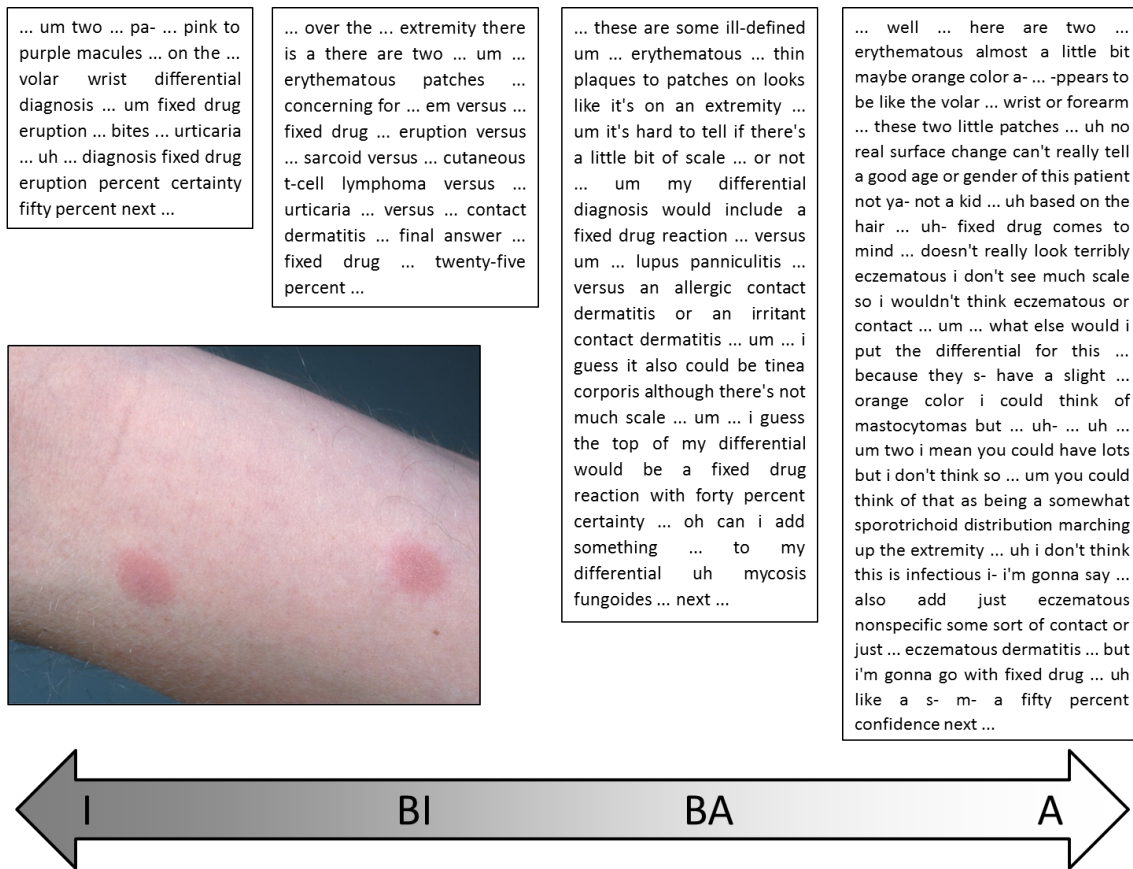 ... um two ... pa- ... pink to
purple macules ... on the ...
volar wrist differential
diagnosis ... um fixed drug
eruption ... bites ... urticaria
... uh ... diagnosis fixed drug
eruption percent certainty
fifty percent next ...
... over the ... extremity there
is a there are two ... um ...
erythematous patches ...
concerning for ... em versus ...
fixed drug ... eruption versus
... sarcoid versus ... cutaneous
t-cell lymphoma versus ...
urticaria ... versus ... contact
dermatitis ... final answer ...
fixed drug ... twenty-five
percent ...
... these are some ill-defined
um ... erythematous ... thin
plaques to patches on looks
like it's on an extremity ...
um it's hard to tell if there's
a little bit of scale ... or not
... um my differential
diagnosis would include a
fixed drug reaction ... versus
um ... lupus panniculitis ...
versus an allergic contact
dermatitis or an irritant
contact dermatitis ... um ... i
guess it also could be tinea
corporis although there's not
much scale ... um ... i guess
the top of my differential
would be a fixed drug
reaction with forty percent
certainty ... oh can i add
something ... to my
differential uh mycosis
fungoides ... next ...
... well ... here are two ...
erythematous almost a little bit
maybe orange color a- ... -ppears to
be like the volar ... wrist or forearm
... these two little patches ... uh no
real surface change can't really tell
a good age or gender of this patient
not ya- not a kid ... uh based on the
hair ... uh- fixed drug comes to
mind ... doesn't really look terribly
eczematous i don't see much scale
so i wouldn't think eczematous or
contact ... um ... what else would i
put the differential for this ...
because they s- have a slight ...
orange color i could think of
mastocytomas but ... uh- ... uh ...
um two i mean you could have lots
but i don't think so ... um you could
think of that as being a somewhat
sporotrichoid distribution marching
up the extremity ... uh i don't think
this is infectious i- i'm gonna say ...
also add just eczematous
nonspecific some sort of contact or
just ... eczematous dermatitis ... but
i'm gonna go with fixed drug ... uh
like a s- m- a fifty percent
confidence next ...
I BI BA A